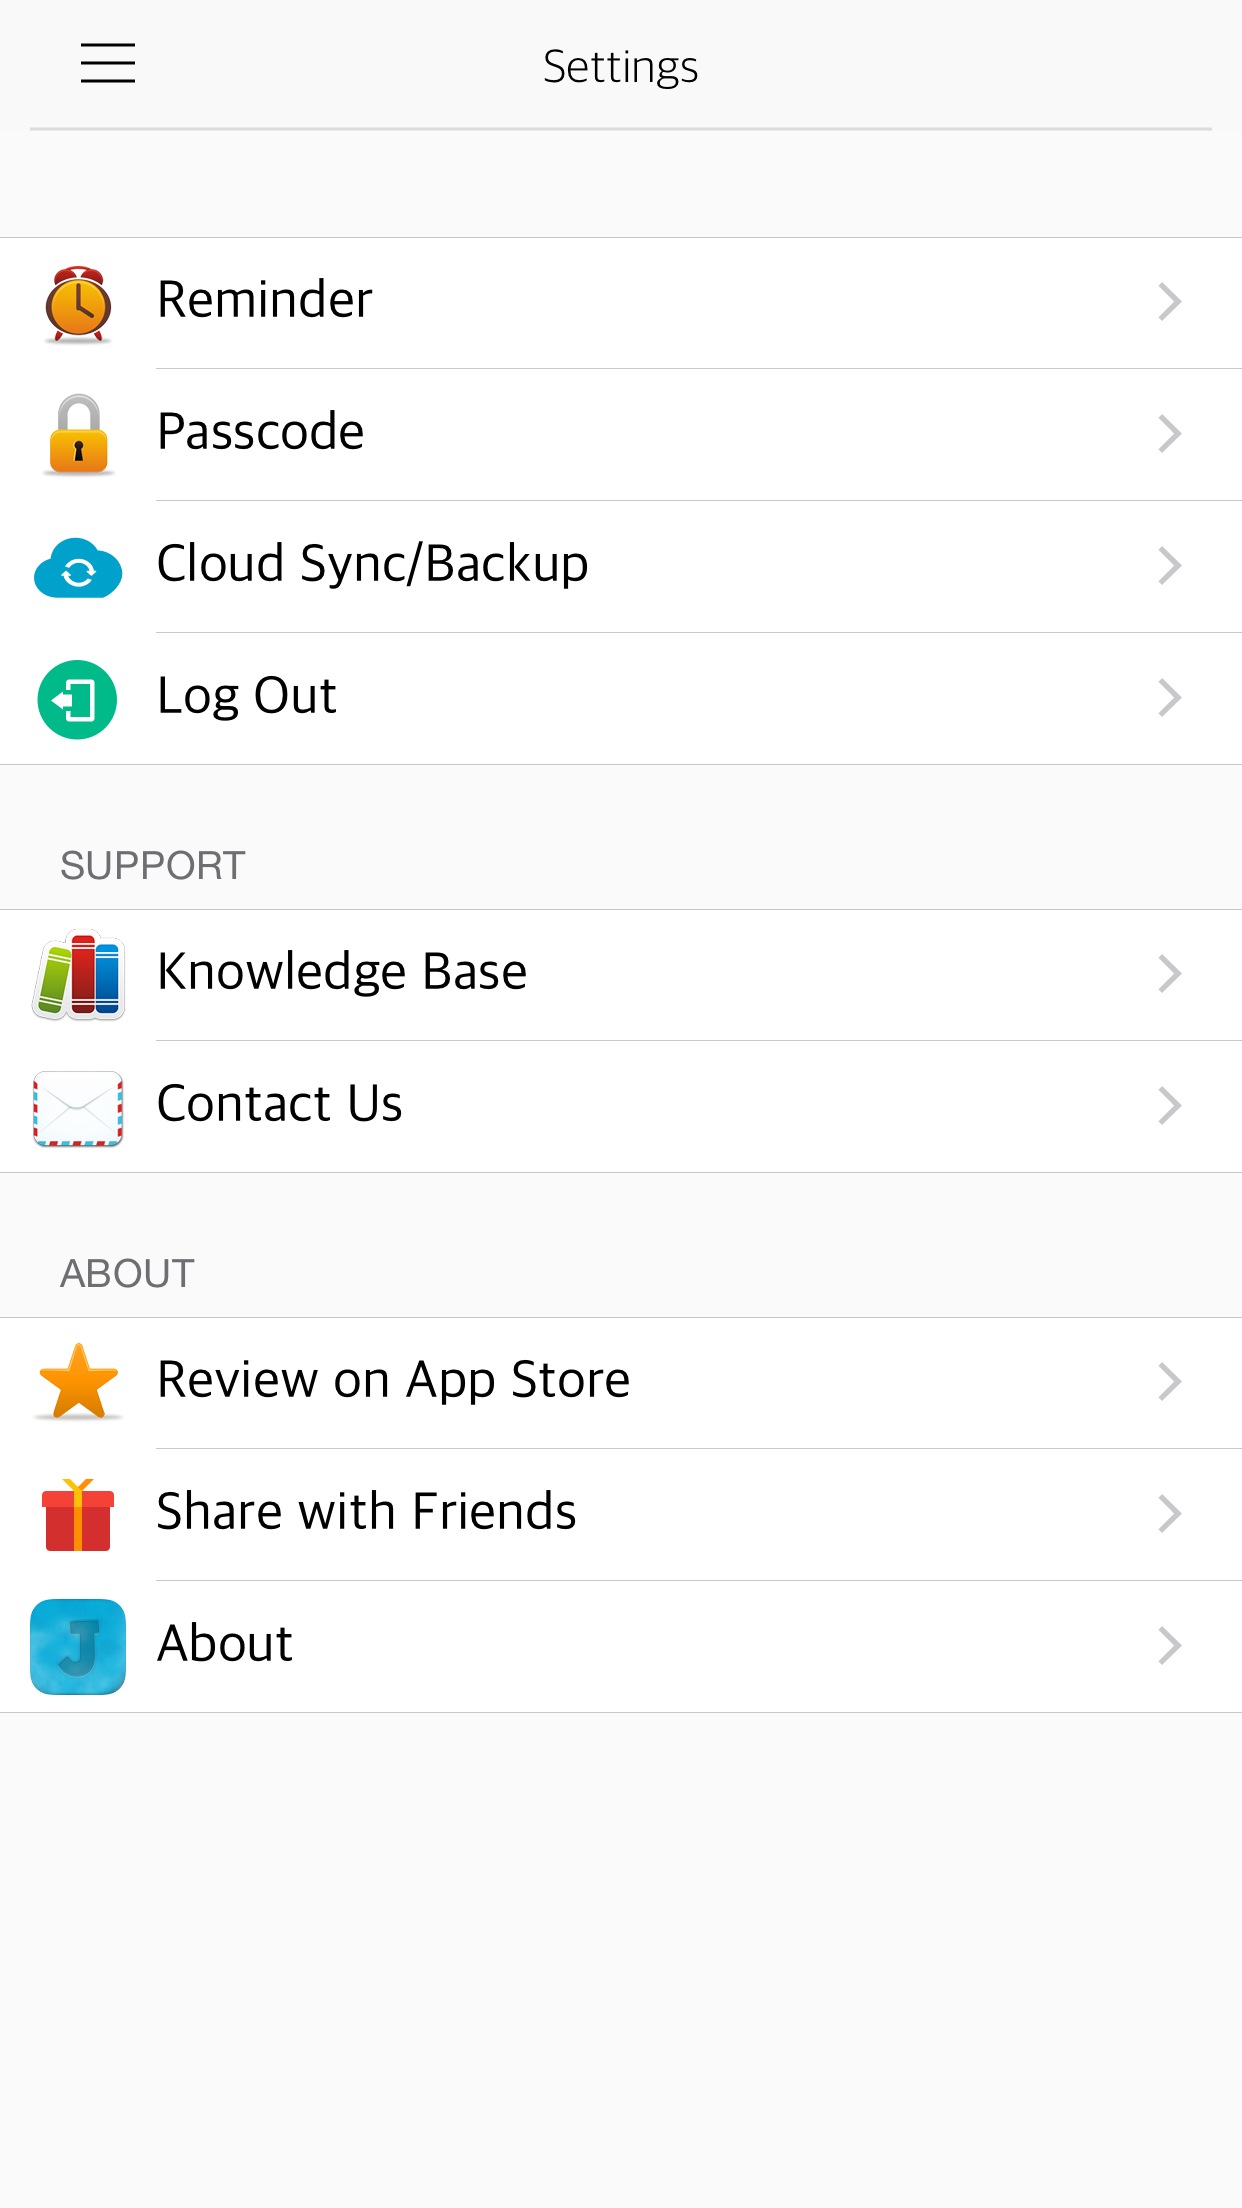 Settings
Reminder
Passcode
Cloud Sync/Backup
Log Out
SUPPORT
Knowledge Base
Contact Us
ABOUT
Review on App Store
Share with Friends
J
About